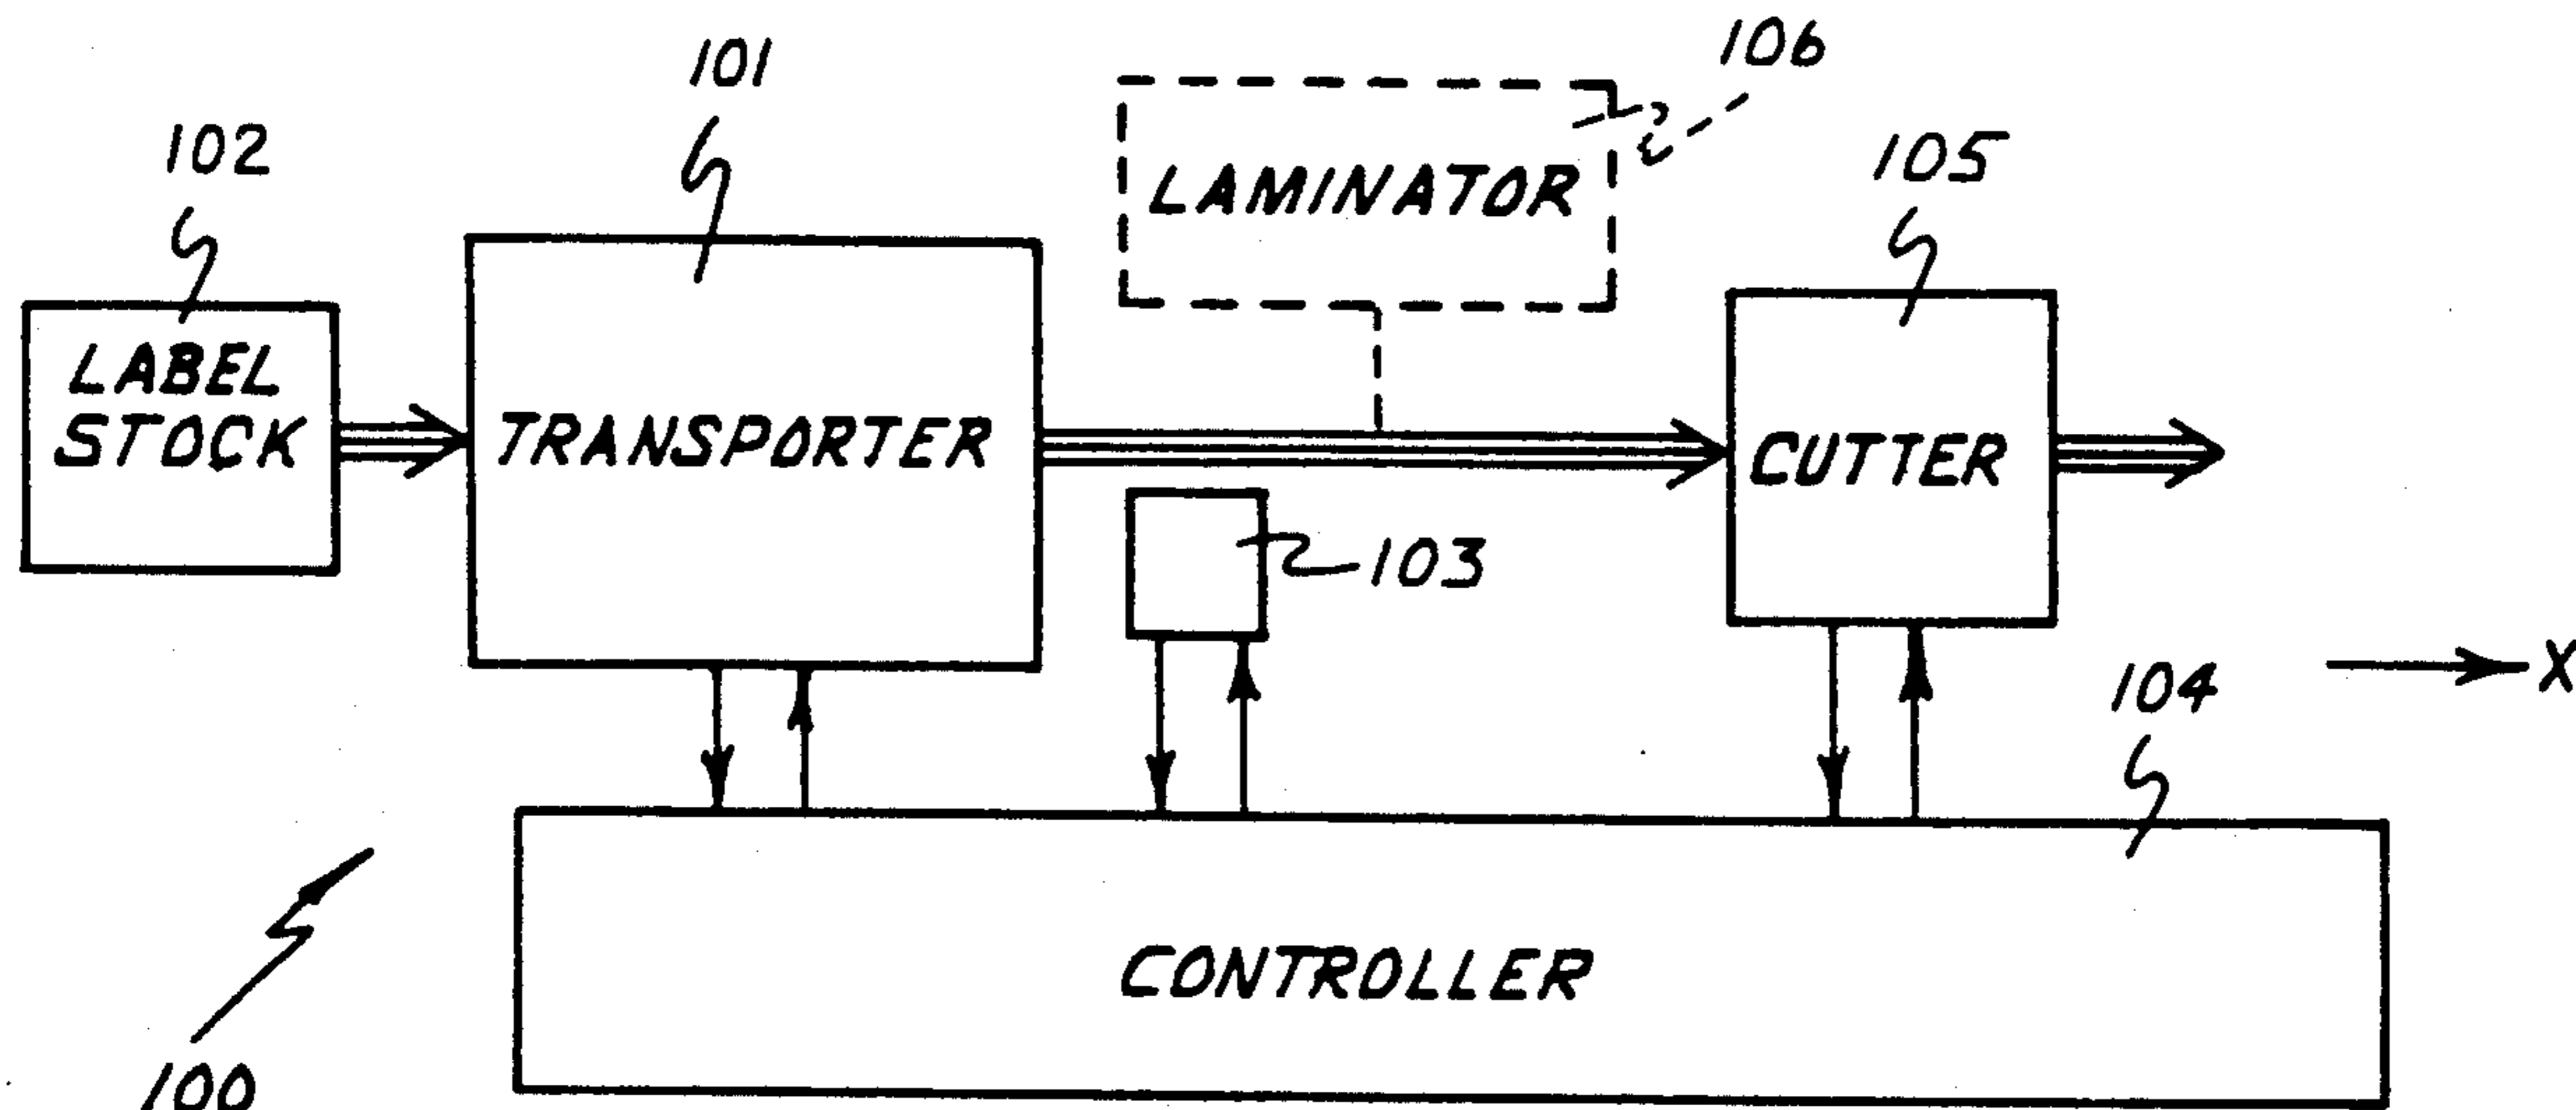 106
101
102
LAMINATOR
105
LABEL
STOCK
TRANSPORTER
CUTTER
103
X
104
CONTROLLER
100